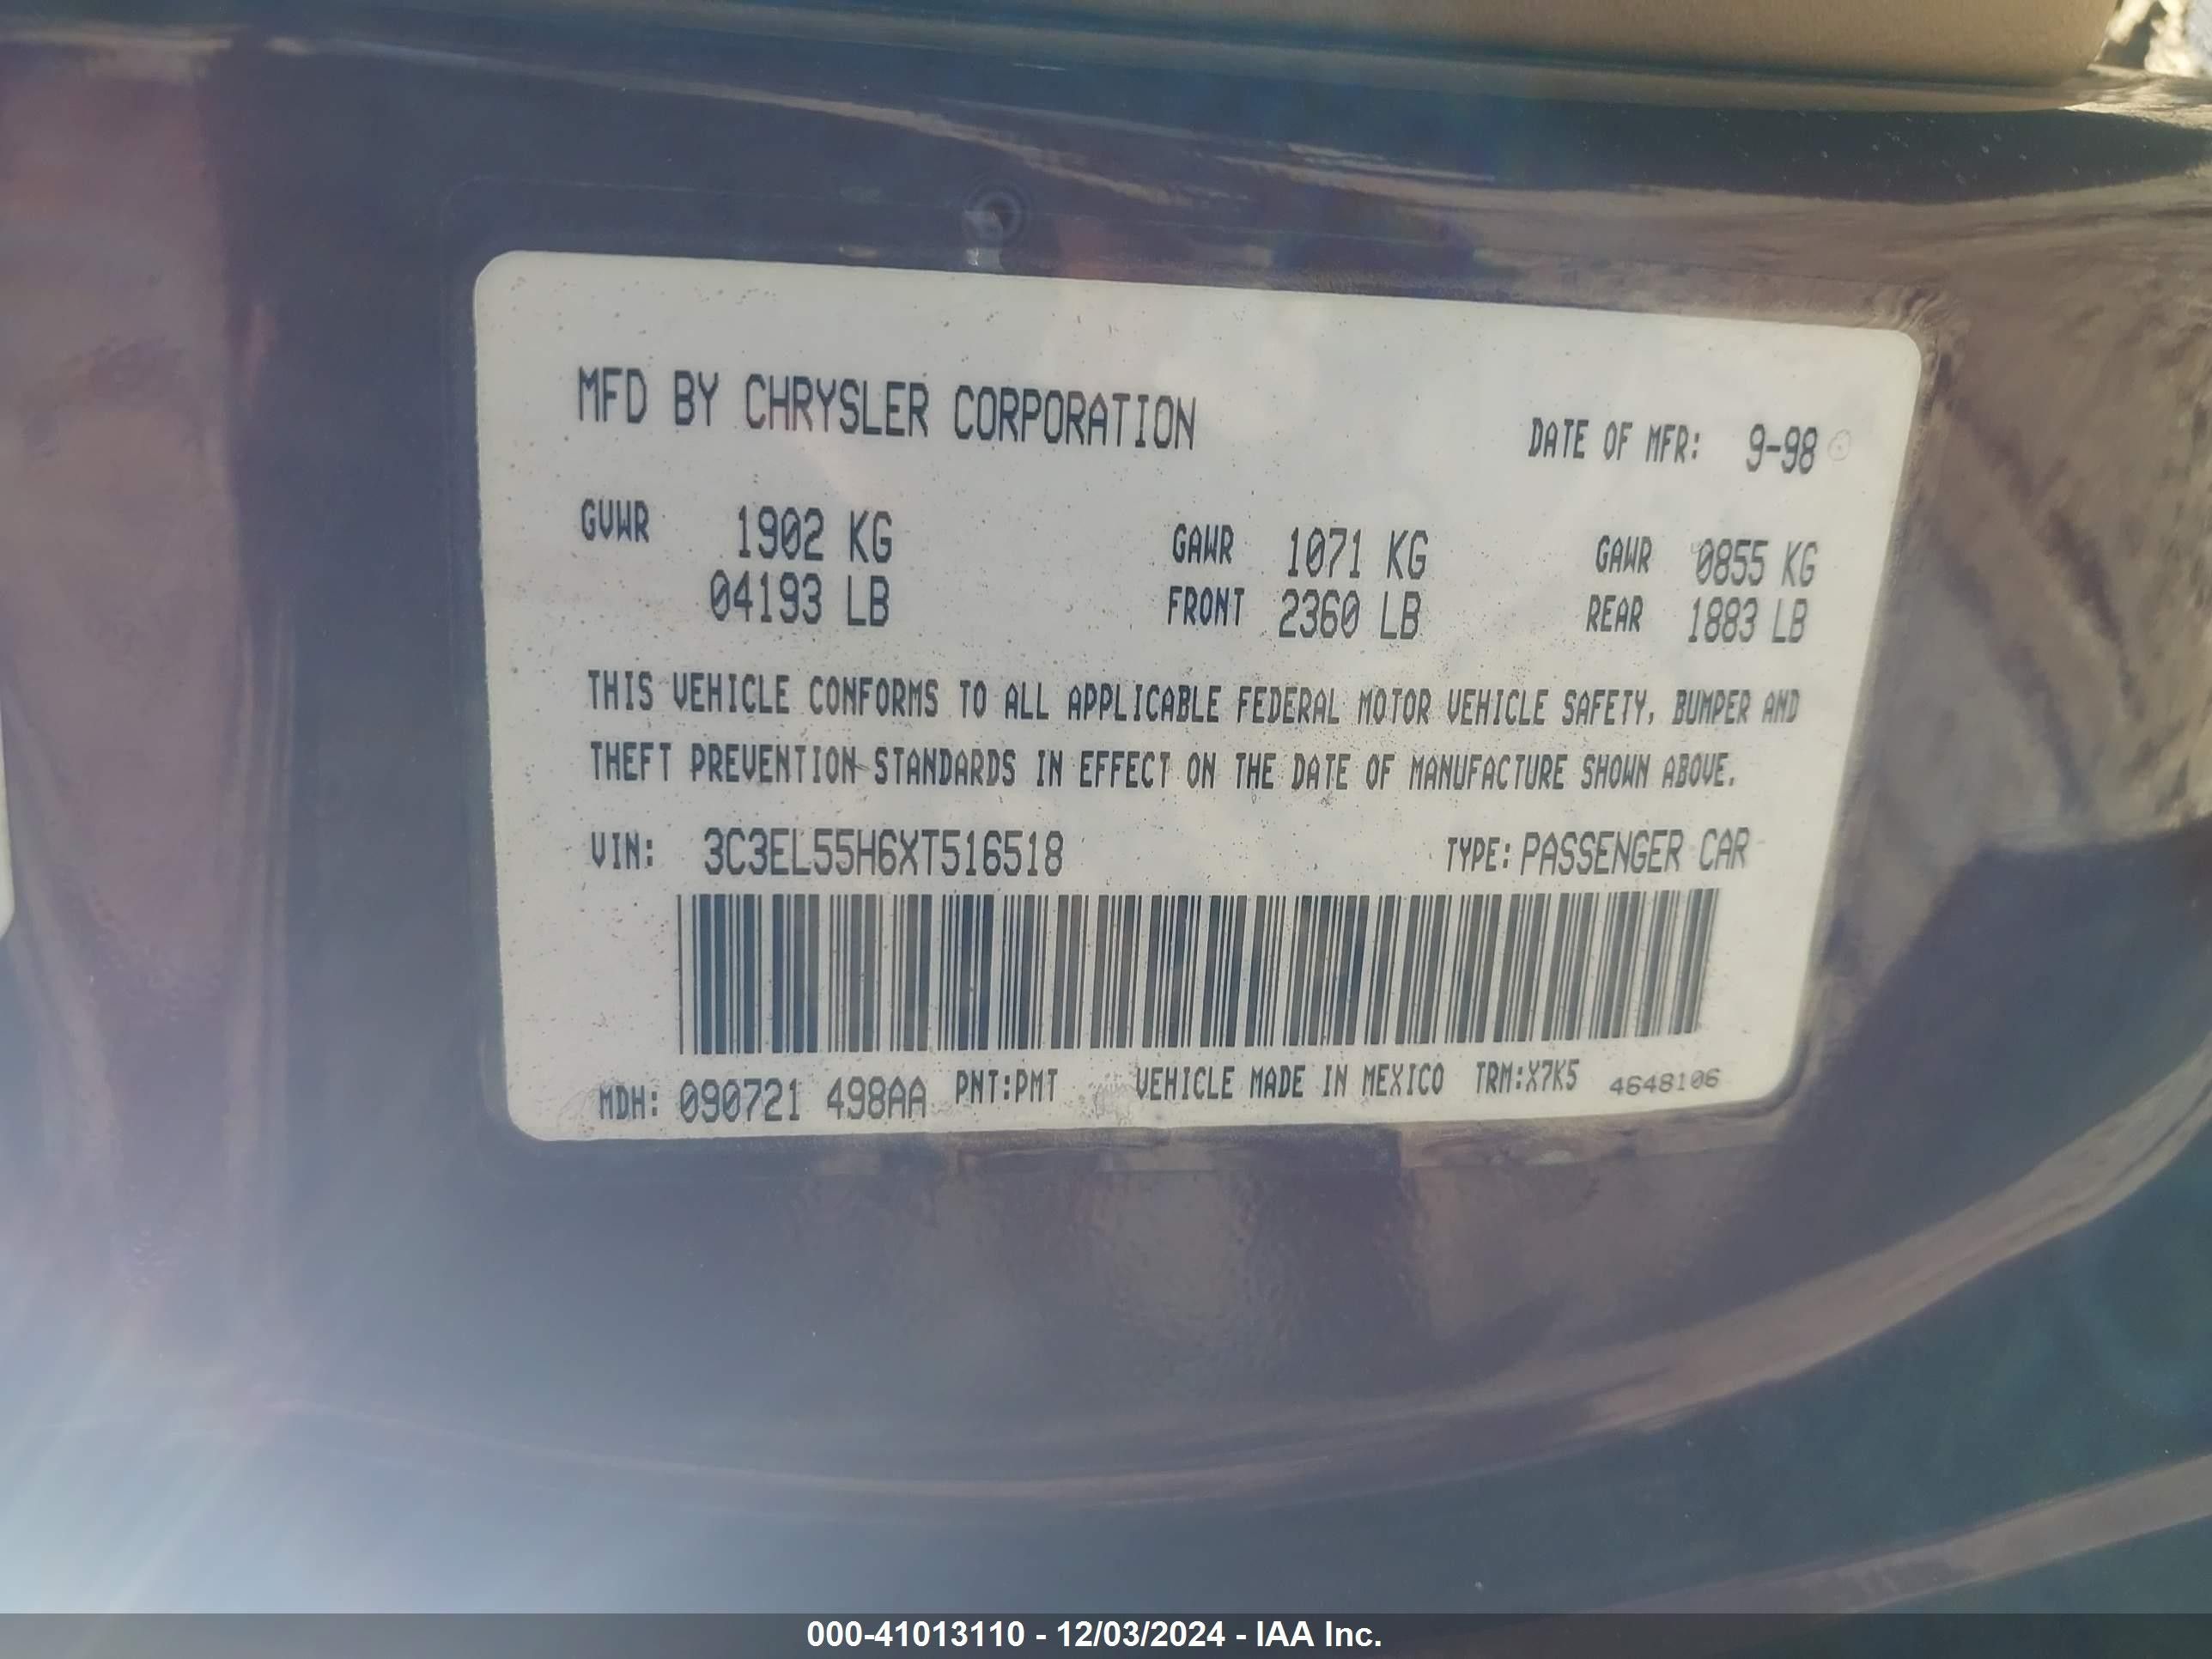 MFD BY CHRYSLER CORPORATION DATE OF MFR: 9-98
GVWR 1902 KG GAWR 1071 KG GAWR 0855 KG
04193 LB FRONT 2360 LB REAR 1883 LB
THIS VEHICLE CONFORMS TO ALL APPLICABLE FEDERAL MOTOR VEHICLE SAFETY, BUMPER AND
THEFT PREVENTION STANDARDS IN EFFECT ON THE DATE OF MANUFACTURE SHOWN ABOVE.
VIN: 3C3EL55H6XT516518 TYPE: PASSENGER CAR
MDH: 090721 498AA PNT:PMT VEHICLE MADE IN MEXICO TRM:X7K5 4648106
000-41013110 - 12/03/2024 - IAA Inc.